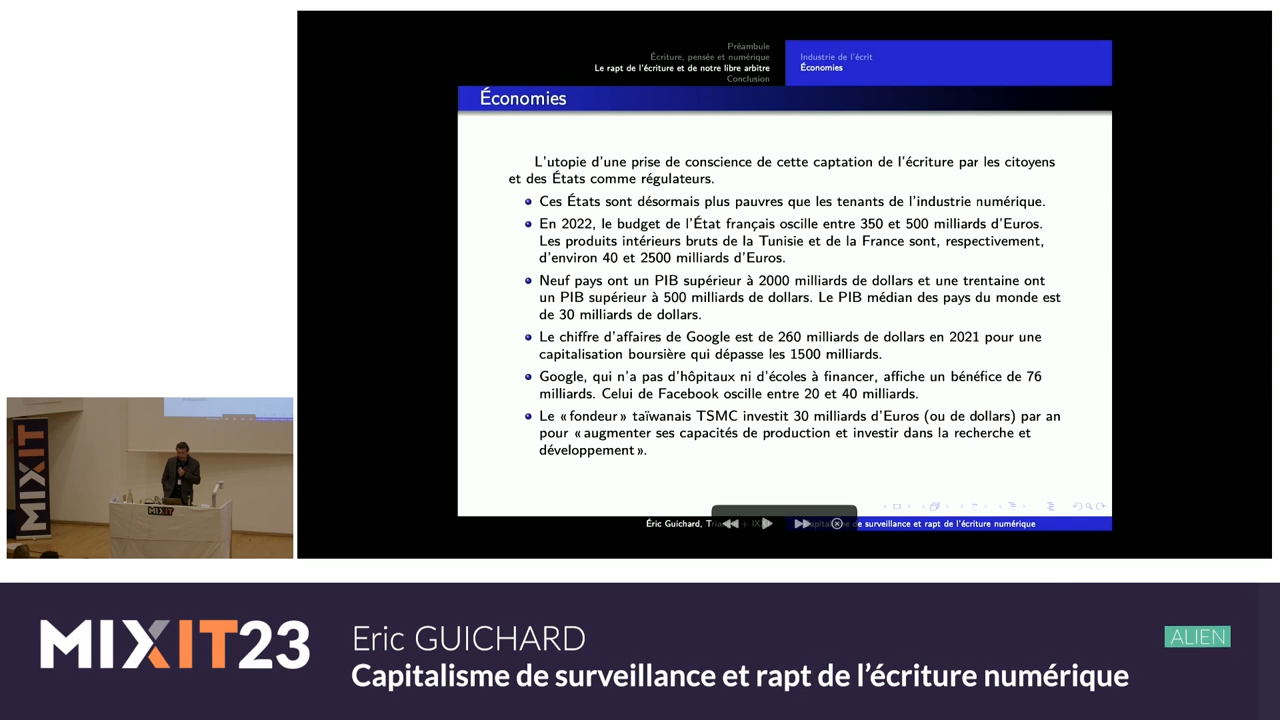 Préambule
Écriture, pensée et numérique
Le rapt de l'écriture et de notre libre arbitre
Conclusion
Industrie de l'écrit
Économies
Économies
L'utopie d'une prise de conscience de cette captation de l'écriture par les citoyens
et des États comme régulateurs.
Ces États sont désormais plus pauvres que les tenants de l'industrie numérique.
En 2022, le budget de l'État français oscille entre 350 et 500 milliards d'Euros.
Les produits intérieurs bruts de la Tunisie et de la France sont, respectivement,
d'environ 40 et 2500 milliards d'Euros.
Neuf pays ont un PIB supérieur à 2000 milliards de dollars et une trentaine ont
un PIB supérieur à 500 milliards de dollars. Le PIB médian des pays du monde est
de 30 milliards de dollars.
Le chiffre d'affaires de Google est de 260 milliards de dollars en 2021 pour une
capitalisation boursière qui dépasse les 1500 milliards.
Google, qui n'a pas d'hôpitaux ni d'écoles à financer, affiche un bénéfice de 76
milliards. Celui de Facebook oscille entre 20 et 40 milliards.
Le « fondeur » taïwanais TSMC investit 30 milliards d'Euros (ou de dollars) par an
pour « augmenter ses capacités de production et investir dans la recherche et
développement ».
Éric Guichard,
de surveillance et rapt de l'écriture numérique
MIXIT
MIXIT
MIXIT23
Eric GUICHARD
ALIEN
Capitalisme de surveillance et rapt de l'écriture numérique